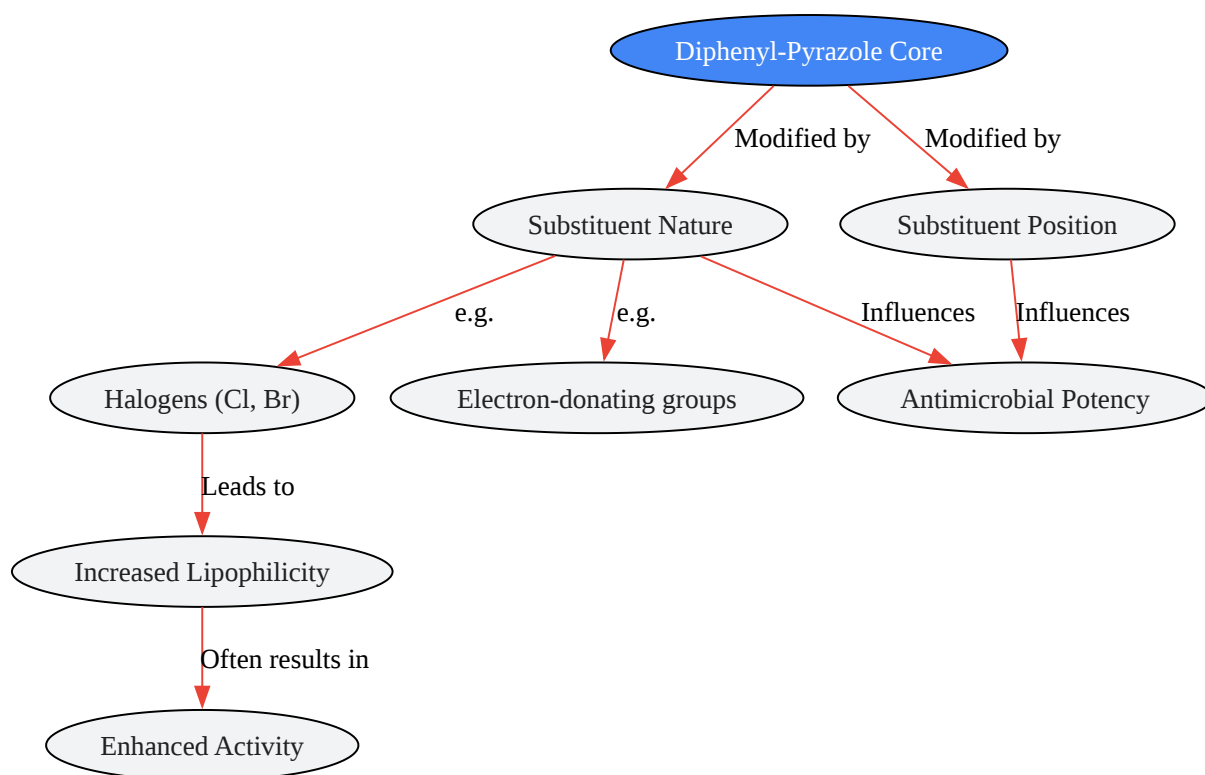 Diphenyl-Pyrazole Core
Modified by
Modified by
Substituent Nature
Substituent Position
e.g.
e.g.
Influences
Influences
Halogens (Cl, Br)
Electron-donating groups
Antimicrobial Potency
Leads to
Increased Lipophilicity
Often results in
Enhanced Activity